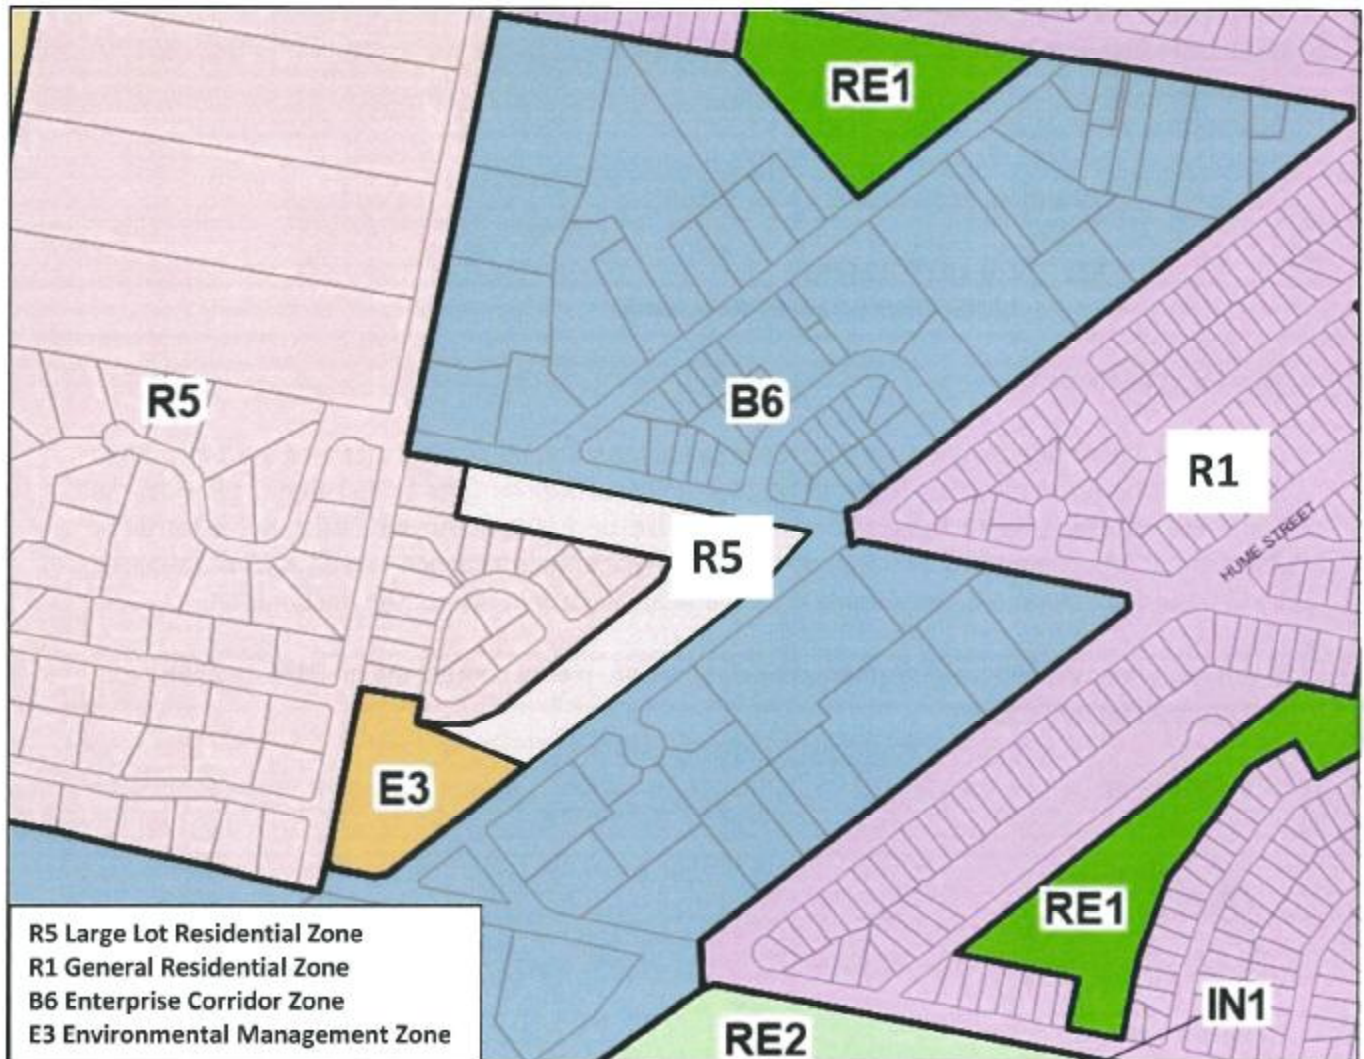 RE1
R5
B6
R1
HUME STREET
R5
E3
RE1
IN1
RE2
R5 Large Lot Residential Zone
R1 General Residential Zone
B6 Enterprise Corridor Zone
E3 Environmental Management Zone